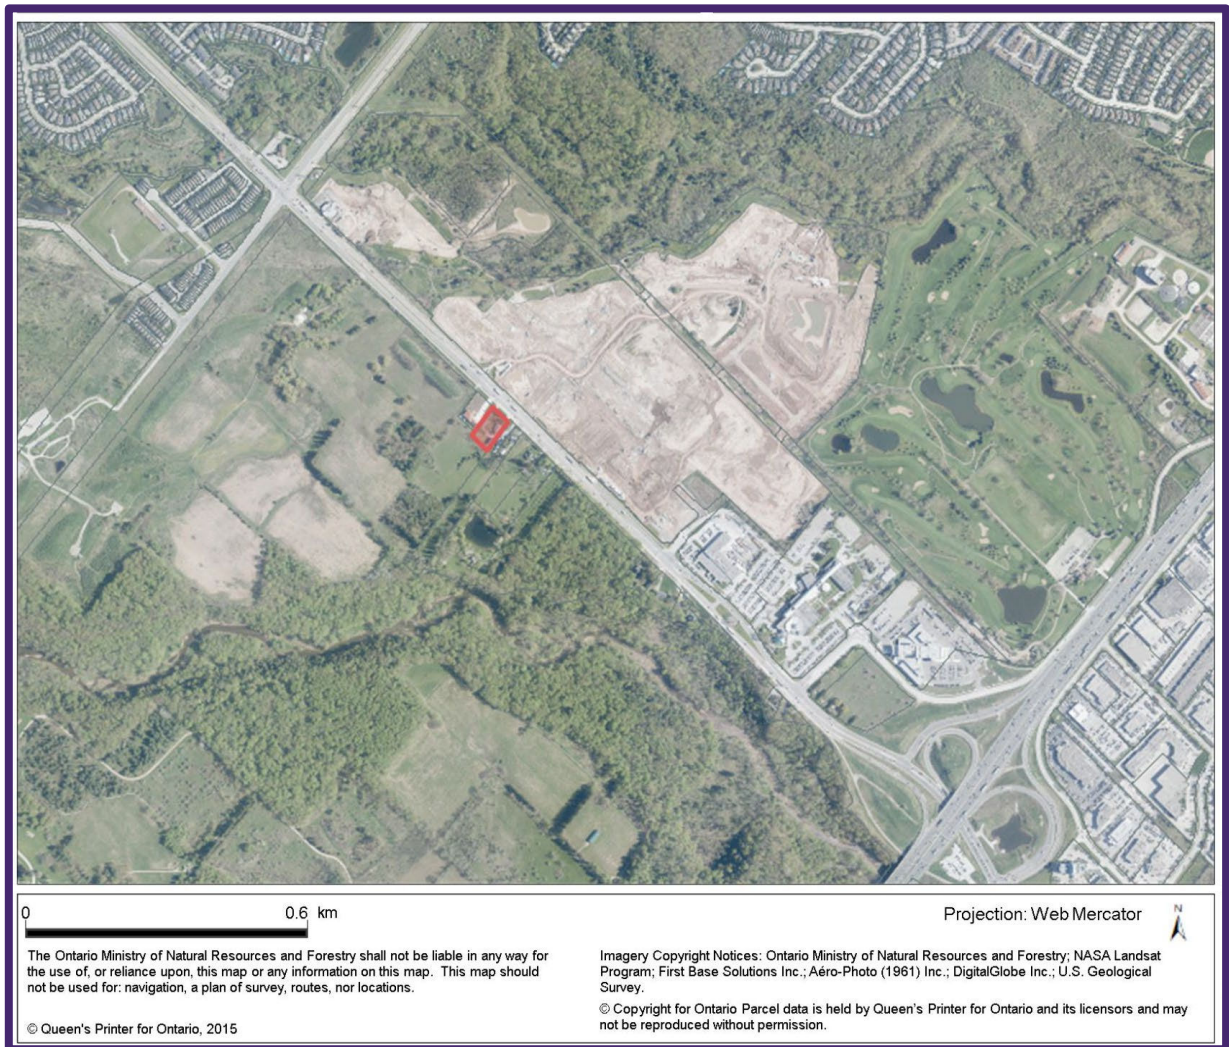 0 0.6 km
Projection: Web Mercator N
The Ontario Ministry of Natural Resources and Forestry shall not be liable in any way for
the use of, or reliance upon, this map or any information on this map. This map should
not be used for: navigation, a plan of survey, routes, nor locations.
© Queen's Printer for Ontario, 2015
Imagery Copyright Notices: Ontario Ministry of Natural Resources and Forestry; NASA Landsat
Program; First Base Solutions Inc.; Aéro-Photo (1961) Inc.; DigitalGlobe Inc.; U.S. Geological
Survey.
© Copyright for Ontario Parcel data is held by Queen's Printer for Ontario and its licensors and may
not be reproduced without permission.